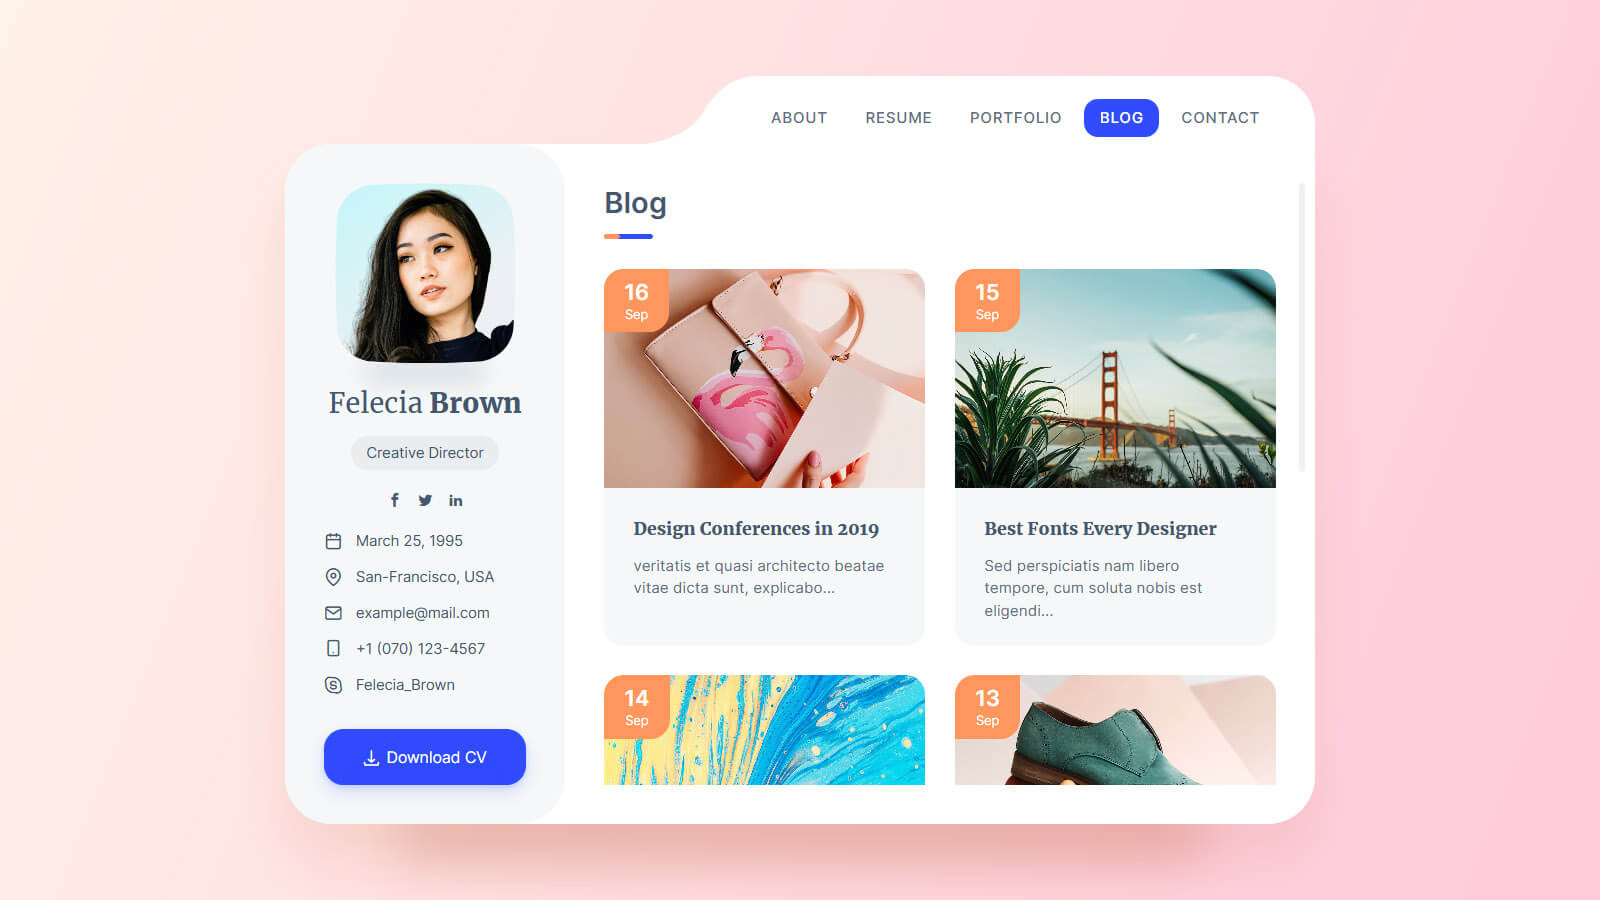 ABOUT RESUME PORTFOLIO BLOG CONTACT
Felecia Brown
Creative Director
March 25, 1995
San-Francisco, USA
example@mail.com
+1 (070) 123-4567
Felecia_Brown
Download CV
Blog
16
Sep
Design Conferences in 2019
veritatis et quasi architecto beatae
vitae dicta sunt, explicabo...
15
Sep
Best Fonts Every Designer
Sed perspiciatis nam libero
tempore, cum soluta nobis est
eligendi...
14
Sep
13
Sep